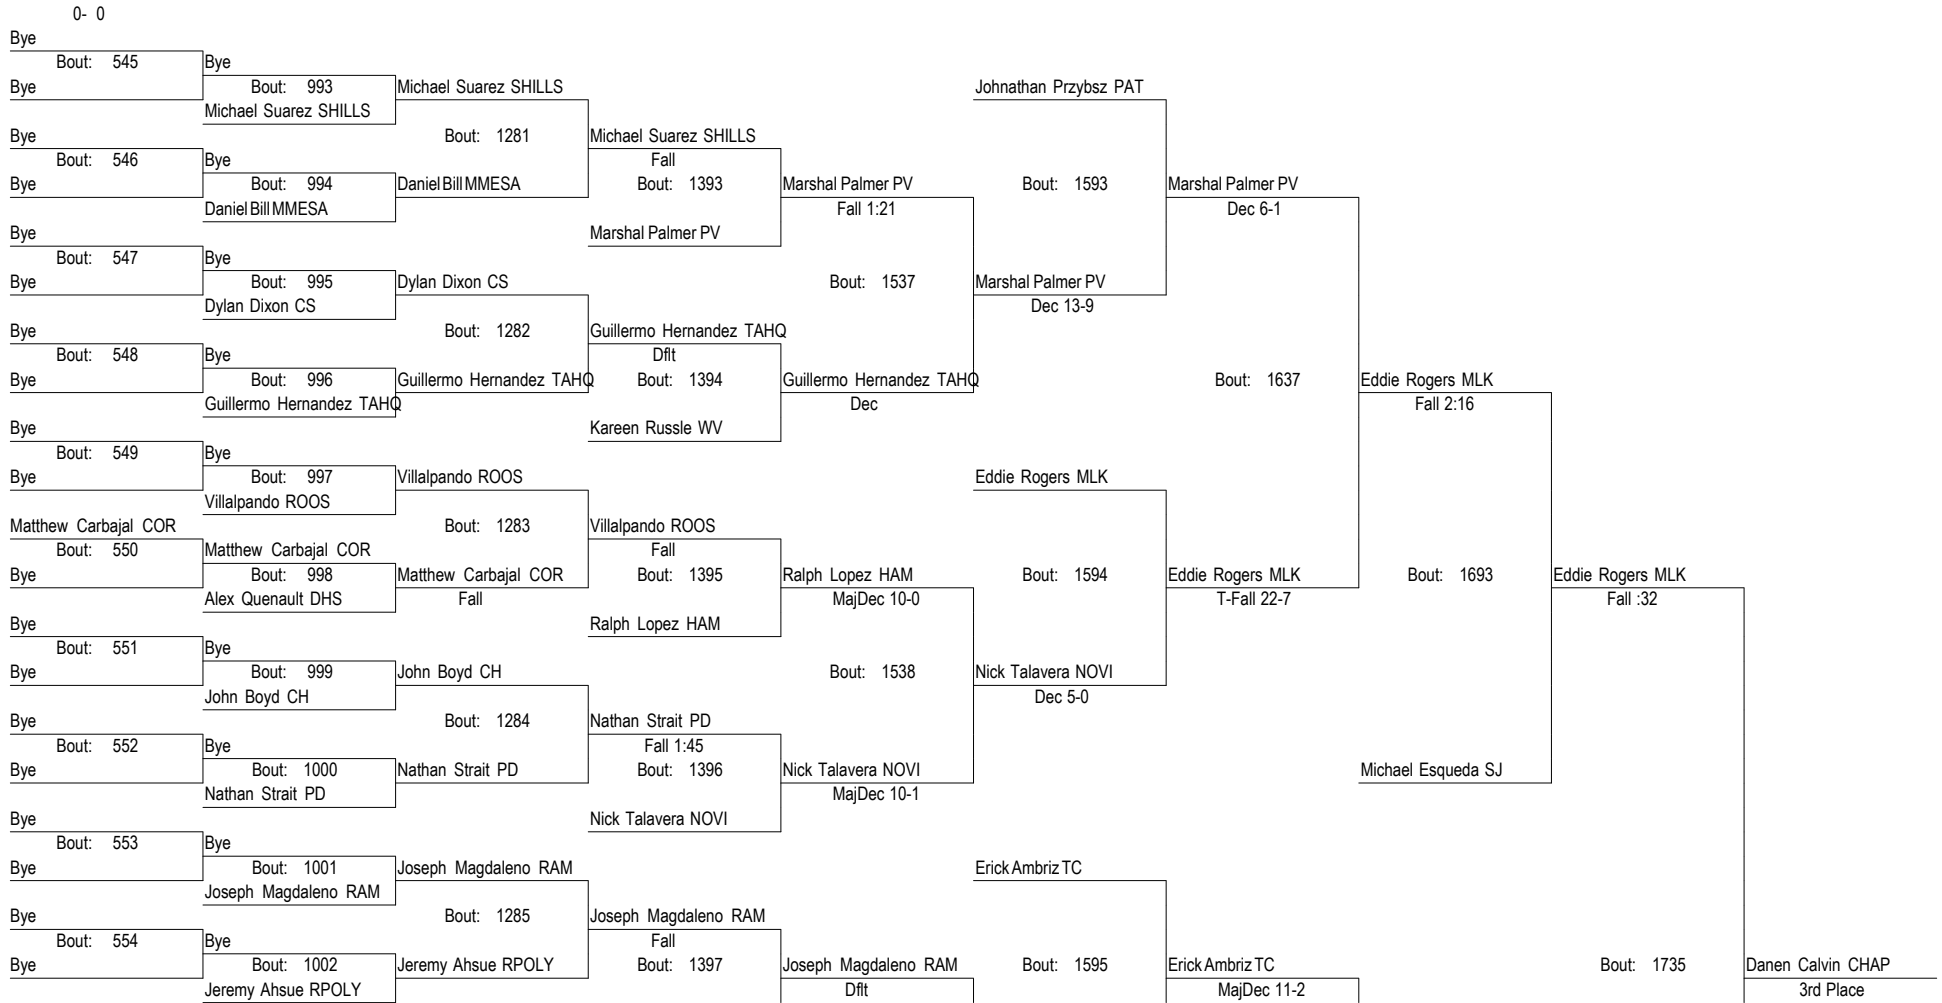 0- 0
Bye
Bout: 545 Bye
Bye Bout: 993 Michael Suarez SHILLS Johnathan Przybsz PAT
Michael Suarez SHILLS
Bye Bout: 1281 Michael Suarez SHILLS
Bout: 546 Bye Fall
Bye Bout: 994 Daniel Bill MMESA Bout: 1393 Marshal Palmer PV Bout: 1593 Marshal Palmer PV
Daniel Bill MMESA Fall 1:21 Dec 6-1
Bye Marshal Palmer PV
Bout: 547 Bye
Bye Bout: 995 Dylan Dixon CS Bout: 1537 Marshal Palmer PV
Dylan Dixon CS Dec 13-9
Bye Bout: 1282 Guillermo Hernandez TAHQ
Bout: 548 Bye Dflt
Bye Bout: 996 Guillermo Hernandez TAHQ Bout: 1394 Guillermo Hernandez TAHQ Bout: 1637 Eddie Rogers MLK
Guillermo Hernandez TAHQ Dec Fall 2:16
Bye Kareen Russle WV
Bout: 549 Bye
Bye Bout: 997 Villalpando ROOS Eddie Rogers MLK
Villalpando ROOS
Matthew Carbajal COR Bout: 1283 Villalpando ROOS
Bout: 550 Matthew Carbajal COR Fall
Bye Bout: 998 Matthew Carbajal COR Bout: 1395 Ralph Lopez HAM Bout: 1594 Eddie Rogers MLK Bout: 1693 Eddie Rogers MLK
Alex Quenault DHS Fall MajDec 10-0 T-Fall 22-7 Fall :32
Bye Ralph Lopez HAM
Bout: 551 Bye
Bye Bout: 999 John Boyd CH Bout: 1538 Nick Talavera NOVI
John Boyd CH Dec 5-0
Bye Bout: 1284 Nathan Strait PD
Bout: 552 Bye Fall 1:45
Bye Bout: 1000 Nathan Strait PD Bout: 1396 Nick Talavera NOVI Michael Esqueda SJ
Nathan Strait PD MajDec 10-1
Bye Nick Talavera NOVI
Bout: 553 Bye
Bye Bout: 1001 Joseph Magdaleno RAM Erick Ambriz TC
Joseph Magdaleno RAM
Bye Bout: 1285 Joseph Magdaleno RAM
Bout: 554 Bye Fall
Bye Bout: 1002 Jeremy Ahsue RPOLY Bout: 1397 Joseph Magdaleno RAM Bout: 1595 Erick Ambriz TC Bout: 1735 Danen Calvin CHAP
Jeremy Ahsue RPOLY Dflt MajDec 11-2 3rd Place